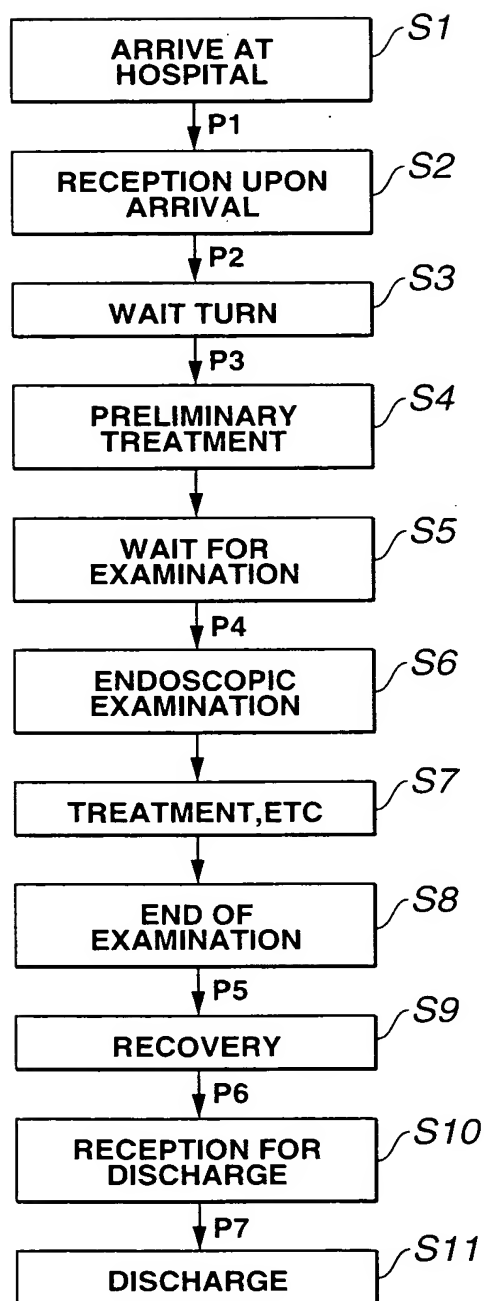 S1
ARRIVE AT
HOSPITAL
P1
S2
RECEPTION UPON
ARRIVAL
P2
S3
WAIT TURN
P3
S4
PRELIMINARY
TREATMENT
S5
WAIT FOR
EXAMINATION
P4
S6
ENDOSCOPIC
EXAMINATION
S7
TREATMENT,ETC
S8
END OF
EXAMINATION
P5
S9
RECOVERY
P6
S10
RECEPTION FOR
DISCHARGE
P7
S11
DISCHARGE